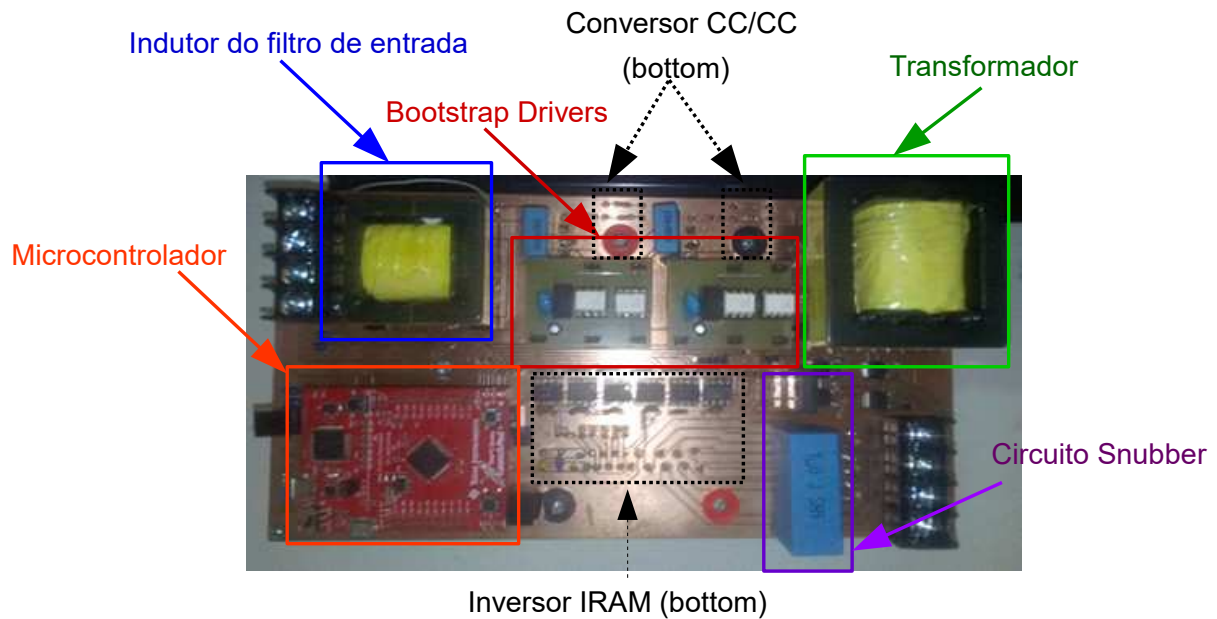 Conversor CC/CC
(bottom)
Indutor do filtro de entrada
Transformador
Bootstrap Drivers
Microcontrolador
Circuito Snubber
Inversor IRAM (bottom)